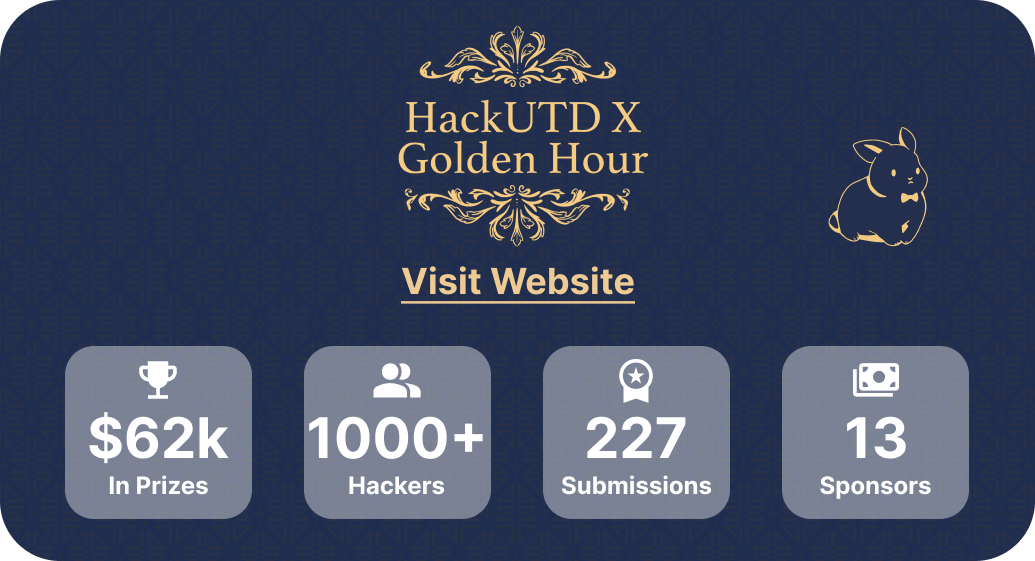 HackUTD X
Golden Hour
Visit Website
$62k
In Prizes
1000+
Hackers
227
Submissions
13
Sponsors